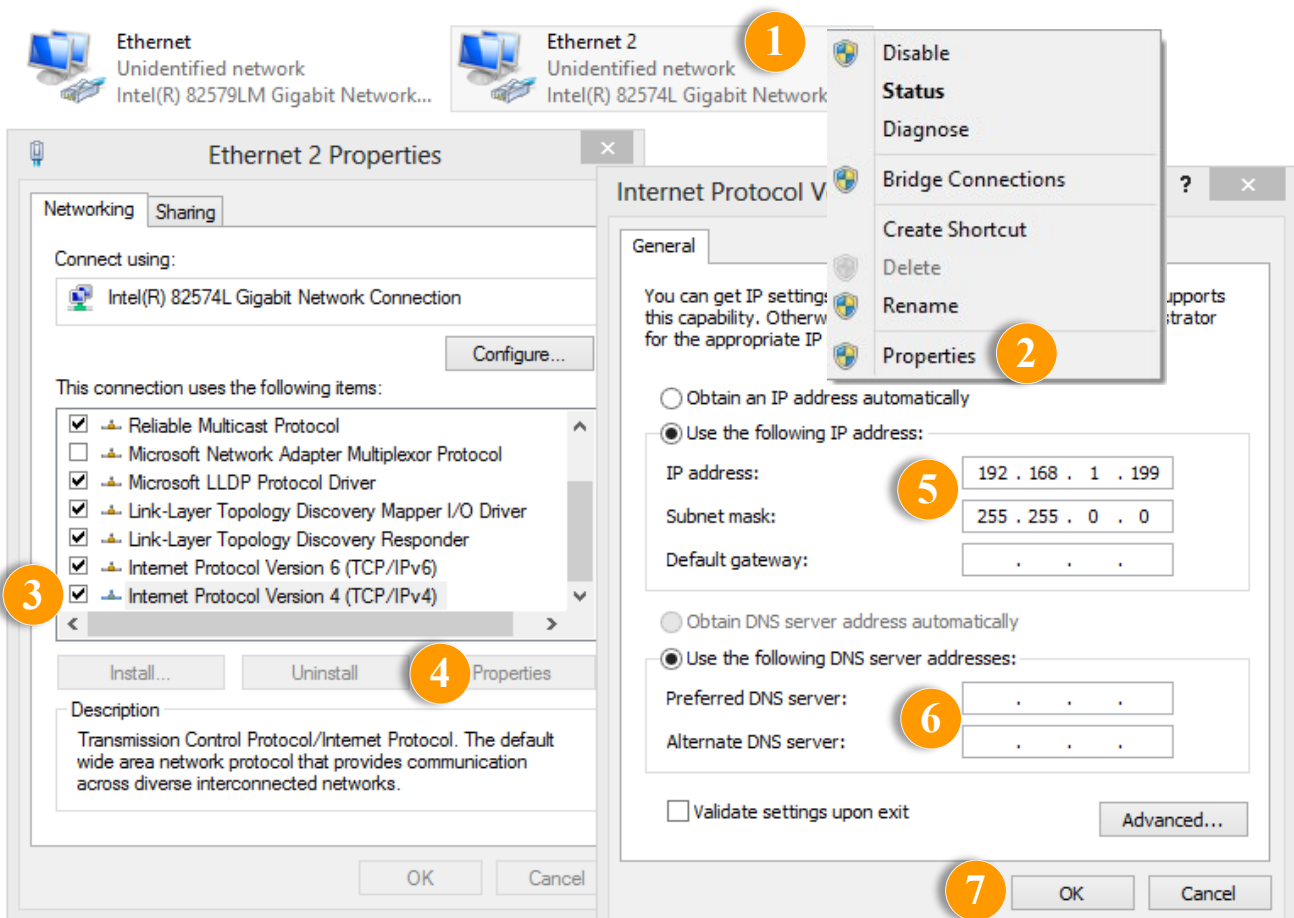 Ethernet
Unidentified network
Intel(R) 82579LM Gigabit Network...
Ethernet 2
Unidentified network
Intel(R) 82574L Gigabit Network
1
Disable
Status
Diagnose
Bridge Connections
Create Shortcut
Delete
Rename
Properties
2
Ethernet 2 Properties
Networking
Sharing
Connect using:
Intel(R) 82574L Gigabit Network Connection
Configure...
This connection uses the following items:
Reliable Multicast Protocol
Microsoft Network Adapter Multiplexor Protocol
Microsoft LLDP Protocol Driver
Link-Layer Topology Discovery Mapper I/O Driver
Link-Layer Topology Discovery Responder
Internet Protocol Version 6 (TCP/IPv6)
3
Internet Protocol Version 4 (TCP/IPv4)
Install...
Uninstall
4
Properties
Description
Transmission Control Protocol/Internet Protocol. The default
wide area network protocol that provides communication
across diverse interconnected networks.
OK
Cancel
Internet Protocol V
?
General
You can get IP settings upports
this capability. Otherw strator
for the appropriate IP
Obtain an IP address automatically
Use the following IP address:
IP address:
5
192 . 168 . 1 . 199
Subnet mask:
255 . 255 . 0 . 0
Default gateway:
. . .
Obtain DNS server address automatically
Use the following DNS server addresses:
Preferred DNS server:
. . .
6
Alternate DNS server:
. . .
Validate settings upon exit
Advanced...
7
OK
Cancel